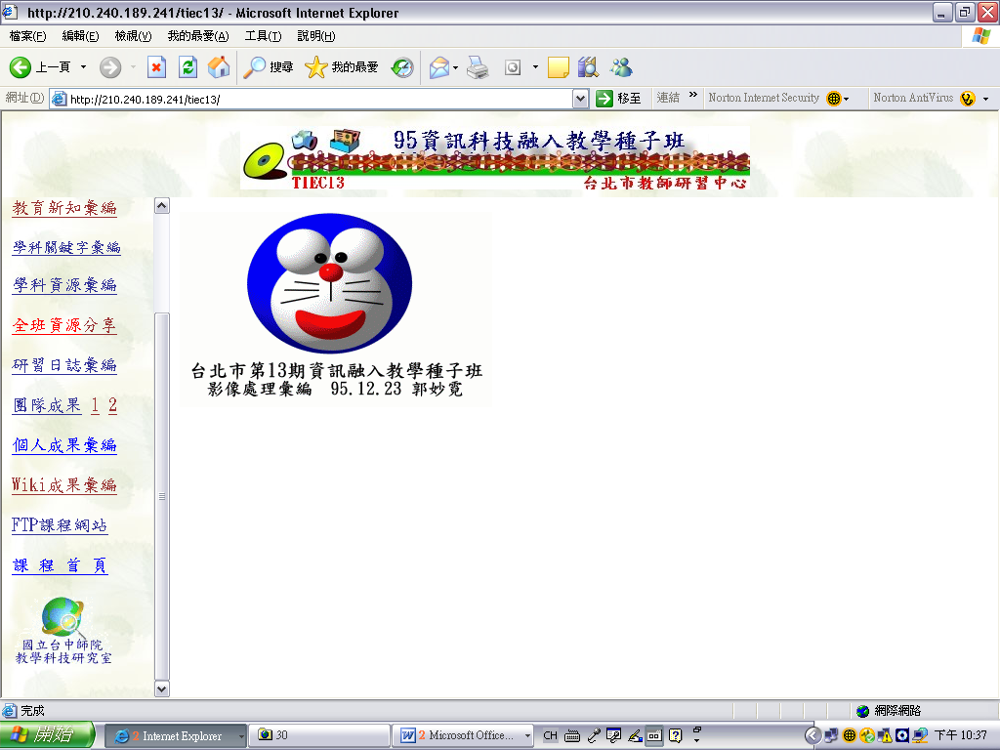 http://210.240.189.241/tiec13/ - Microsoft Internet Explorer
檔案(F) 編輯(E) 檢視(V) 我的最愛(A) 工具(T) 說明(H)
上一頁 搜尋 我的最愛
網址(D) http://210.240.189.241/tiec13/ 移至 連結 » Norton Internet Security Norton AntiVirus
95資訊科技融入教學種子班
TIEC13 台北市教師研習中心
教育新知彙編
學科關鍵字彙編
學科資源彙編
全班資源分享
研習日誌彙編
團隊成果 1 2
個人成果彙編
Wiki成果彙編
FTP課程網站
課 程 首 頁
國立台中師院
教學科技研究室
台北市第13期資訊融入教學種子班
影像處理彙編 95.12.23 郭妙霓
完成 網際網路
開始 2 Internet Explorer 30 2 Microsoft Office... CH 下午 10:37